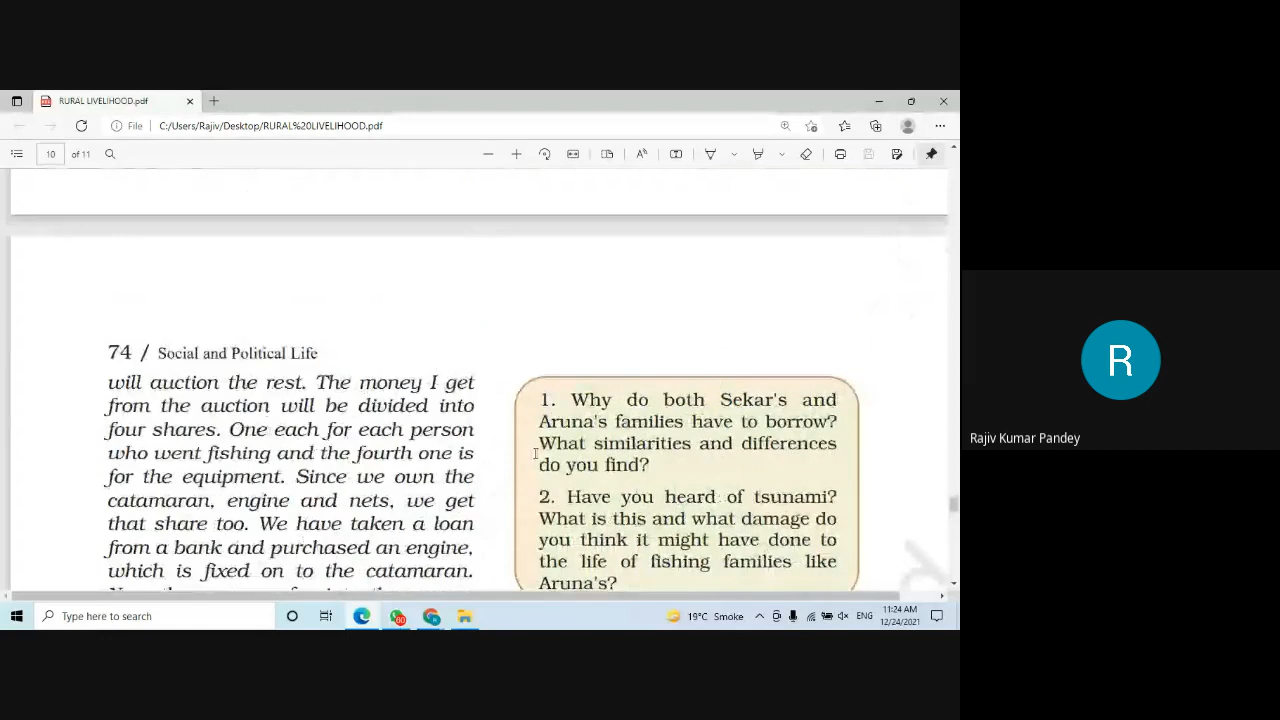 RURAL LIVELIHOOD.pdf
File
C:/Users/Rajiv/Desktop/RURAL%20LIVELIHOOD.pdf
10 of 11
74 / Social and Political Life
will auction the rest. The money I get
from the auction will be divided into
four shares. One each for each person
who went fishing and the fourth one is
for the equipment. Since we own the
catamaran, engine and nets, we get
that share too. We have taken a loan
from a bank and purchased an engine,
which is fixed on to the catamaran.
1. Why do both Sekar's and
Aruna's families have to borrow?
What similarities and differences
do you find?
2. Have you heard of tsunami?
What is this and what damage do
you think it might have done to
the life of fishing families like
Aruna's?
R
Rajiv Kumar Pandey
Type here to search
19°C Smoke
ENG
11:24 AM
12/24/2021